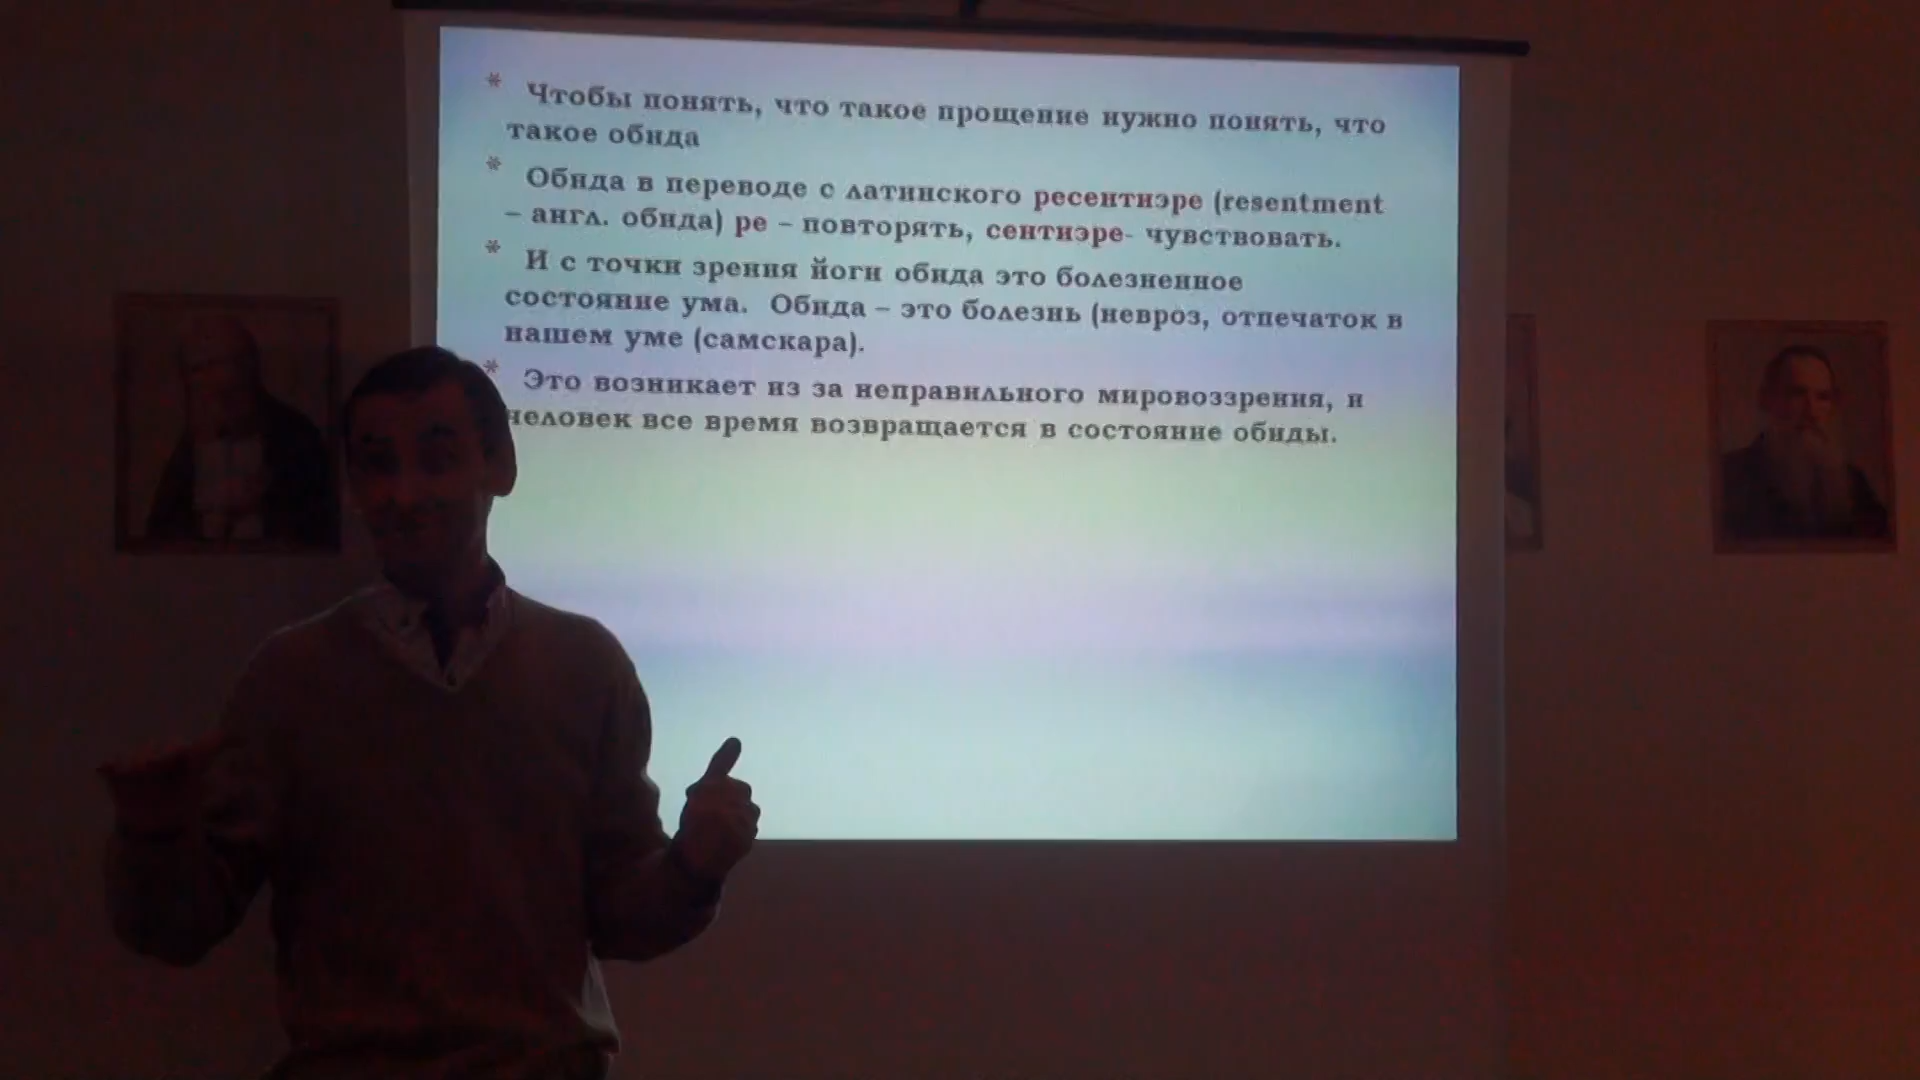 * Чтобы понять, что такое прощение нужно понять, что
такое обида
* Обида в переводе с латинского ресентиэре (resentment
– англ. обида) ре – повторять, сентиэре- чувствовать.
* И с точки зрения йоги обида это болезненное
состояние ума. Обида – это болезнь (невроз, отпечаток в
нашем уме (самскара).
* Это возникает из за неправильного мировоззрения, и
человек все время возвращается в состояние обиды.